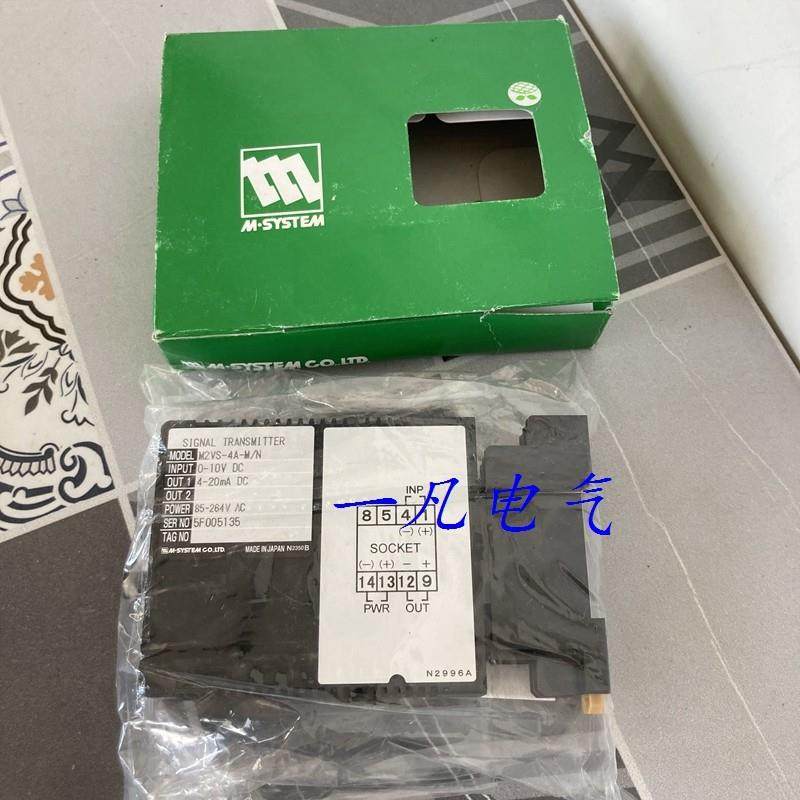 M-SYSTEM
M-SYSTEM CO., LTD.
SIGNAL TRANSMITTER
MODEL M2VS-4A-M/N
INPUT 0-10V DC
OUT 1 4-20mA DC
OUT 2
POWER 85-264V AC
SER NO 5F005135
TAG NO
M-SYSTEM CO., LTD. MADE IN JAPAN N2350B
INP
8 5 4 1
(-) (+)
SOCKET
(-) (+) - +
14 13 12 9
PWR OUT
N2996A
一凡电气